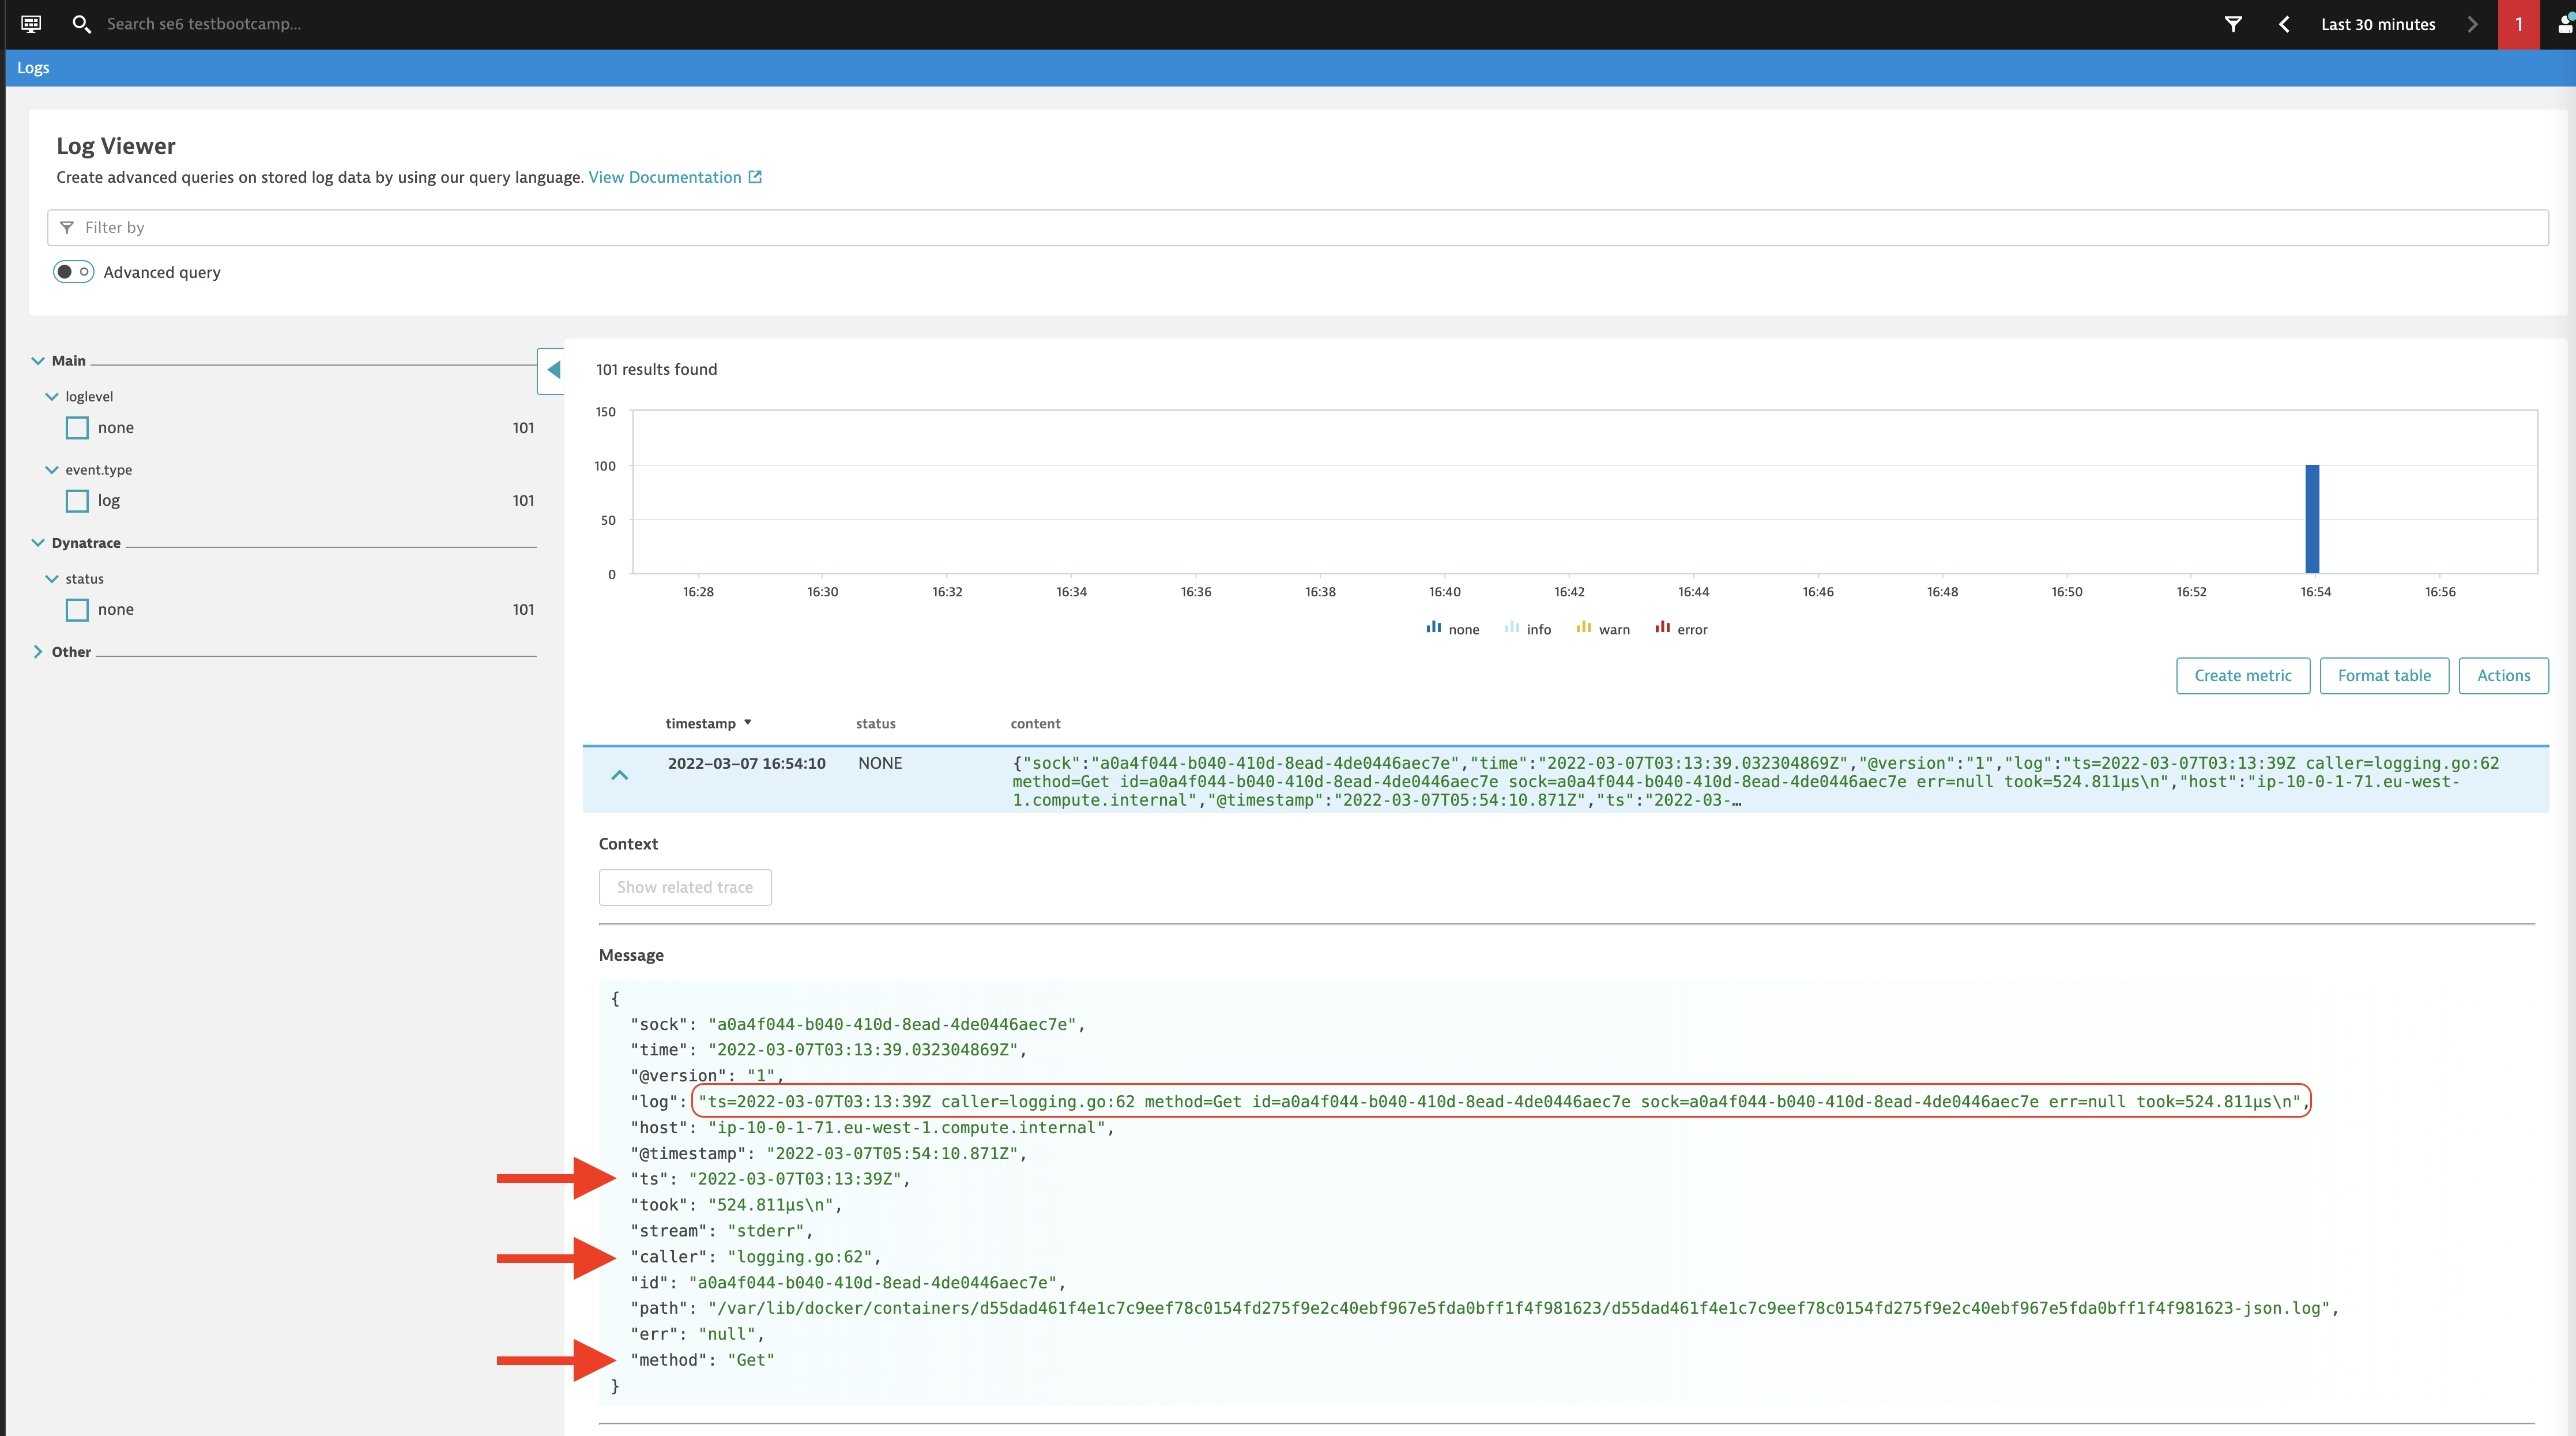 Search se6 testbootcamp...
Last 30 minutes
1
Logs
Log Viewer
Create advanced queries on stored log data by using our query language. View Documentation
Filter by
Advanced query
Main
loglevel
none 101
event.type
log 101
Dynatrace
status
none 101
Other
101 results found
150
100
50
0
16:28 16:30 16:32 16:34 16:36 16:38 16:40 16:42 16:44 16:46 16:48 16:50 16:52 16:54 16:56
none info warn error
Create metric Format table Actions
timestamp status content
2022-03-07 16:54:10 NONE {"sock":"a0a4f044-b040-410d-8ead-4de0446aec7e","time":"2022-03-07T03:13:39.032304869Z","@version":"1","log":"ts=2022-03-07T03:13:39Z caller=logging.go:62
method=Get id=a0a4f044-b040-410d-8ead-4de0446aec7e sock=a0a4f044-b040-410d-8ead-4de0446aec7e err=null took=524.811µs\n","host":"ip-10-0-1-71.eu-west-
1.compute.internal","@timestamp":"2022-03-07T05:54:10.871Z","ts":"2022-03-…
Context
Show related trace
Message
{
"sock": "a0a4f044-b040-410d-8ead-4de0446aec7e",
"time": "2022-03-07T03:13:39.032304869Z",
"@version": "1",
"log": "ts=2022-03-07T03:13:39Z caller=logging.go:62 method=Get id=a0a4f044-b040-410d-8ead-4de0446aec7e sock=a0a4f044-b040-410d-8ead-4de0446aec7e err=null took=524.811µs\n",
"host": "ip-10-0-1-71.eu-west-1.compute.internal",
"@timestamp": "2022-03-07T05:54:10.871Z",
"ts": "2022-03-07T03:13:39Z",
"took": "524.811µs\n",
"stream": "stderr",
"caller": "logging.go:62",
"id": "a0a4f044-b040-410d-8ead-4de0446aec7e",
"path": "/var/lib/docker/containers/d55dad461f4e1c7c9eef78c0154fd275f9e2c40ebf967e5fda0bff1f4f981623/d55dad461f4e1c7c9eef78c0154fd275f9e2c40ebf967e5fda0bff1f4f981623-json.log",
"err": "null",
"method": "Get"
}